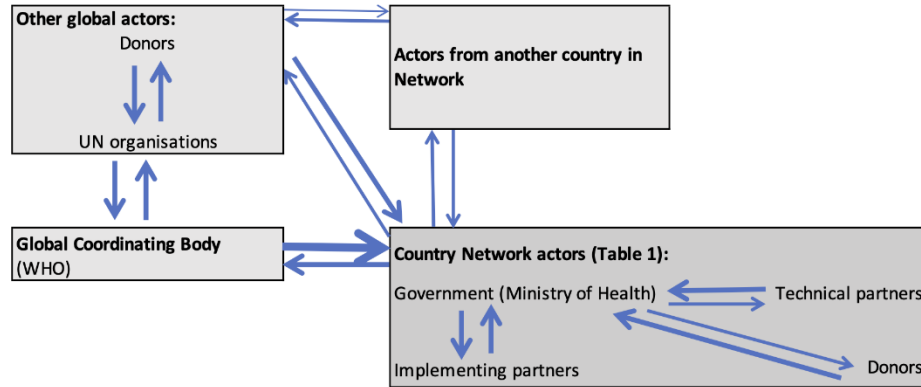 Other global actors:
Donors
UN organisations
Actors from another country in
Network
Global Coordinating Body
(WHO)
Country Network actors (Table 1):
Government (Ministry of Health)
Technical partners
Implementing partners
Donors